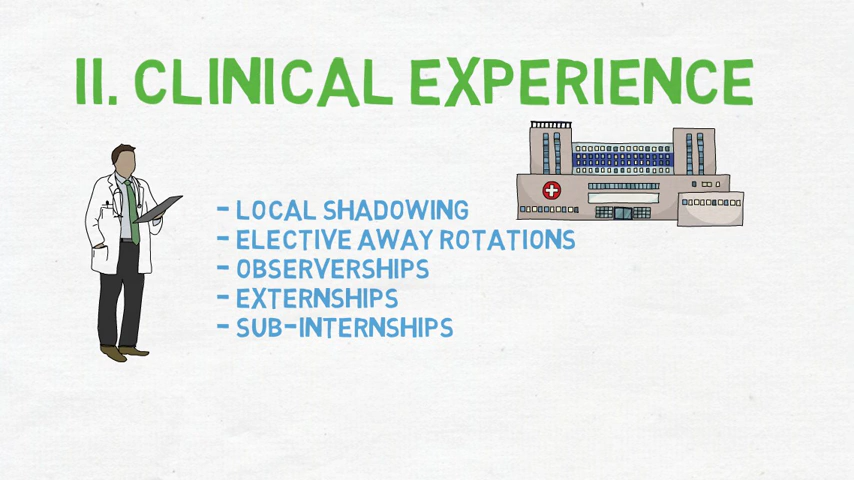 II. CLINICAL EXPERIENCE
- LOCAL SHADOWING
- ELECTIVE AWAY ROTATIONS
- OBSERVERSHIPS
- EXTERNSHIPS
- SUB-INTERNSHIPS